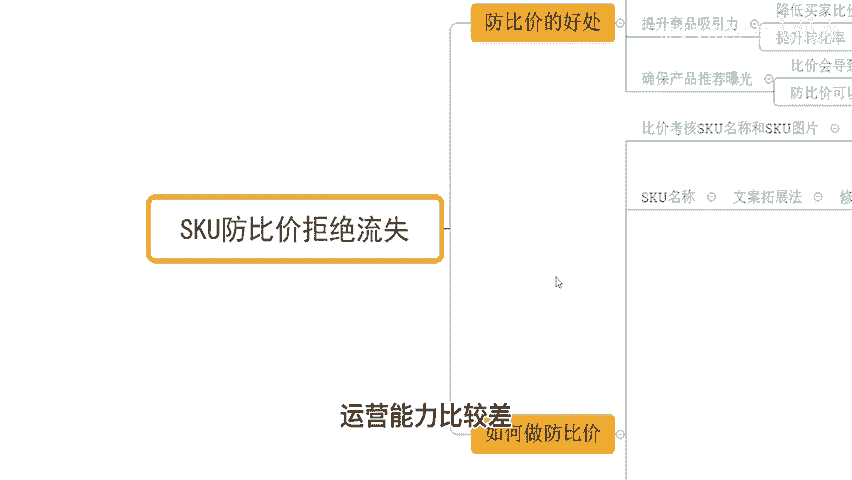 防比价的好处
提升商品吸引力
降低买家比价
提升转化率
确保产品推荐曝光
比价会导致
防比价可以
比价考核SKU名称和SKU图片
SKU名称
文案拓展法
修
SKU防比价拒绝流失
运营能力比较差
如何做防比价